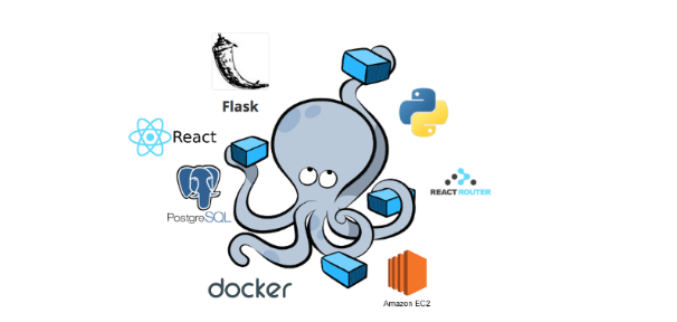 Flask
React
PostgreSQL
REACT ROUTER
docker
Amazon EC2